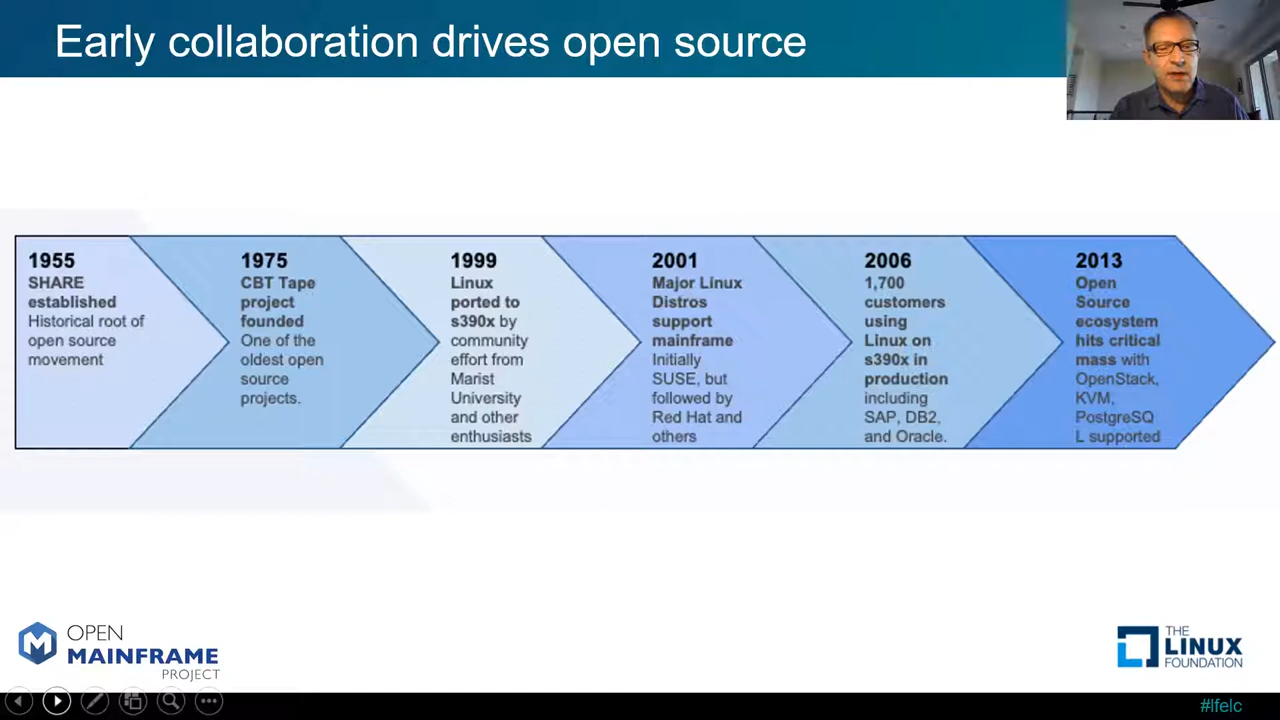 Early collaboration drives open source
1955
SHARE
established
Historical root of
open source
movement
1975
CBT Tape
project
founded
One of the
oldest open
source
projects.
1999
Linux
ported to
s390x by
community
effort from
Marist
University
and other
enthusiasts
2001
Major Linux
Distros
support
mainframe
Initially
SUSE, but
followed by
Red Hat and
others
2006
1,700
customers
using
Linux on
s390x in
production
including
SAP, DB2,
and Oracle.
2013
Open
Source
ecosystem
hits critical
mass with
OpenStack,
KVM,
PostgreSQ
L supported
OPEN
MAINFRAME
PROJECT
THE
LINUX
FOUNDATION
#lfelc